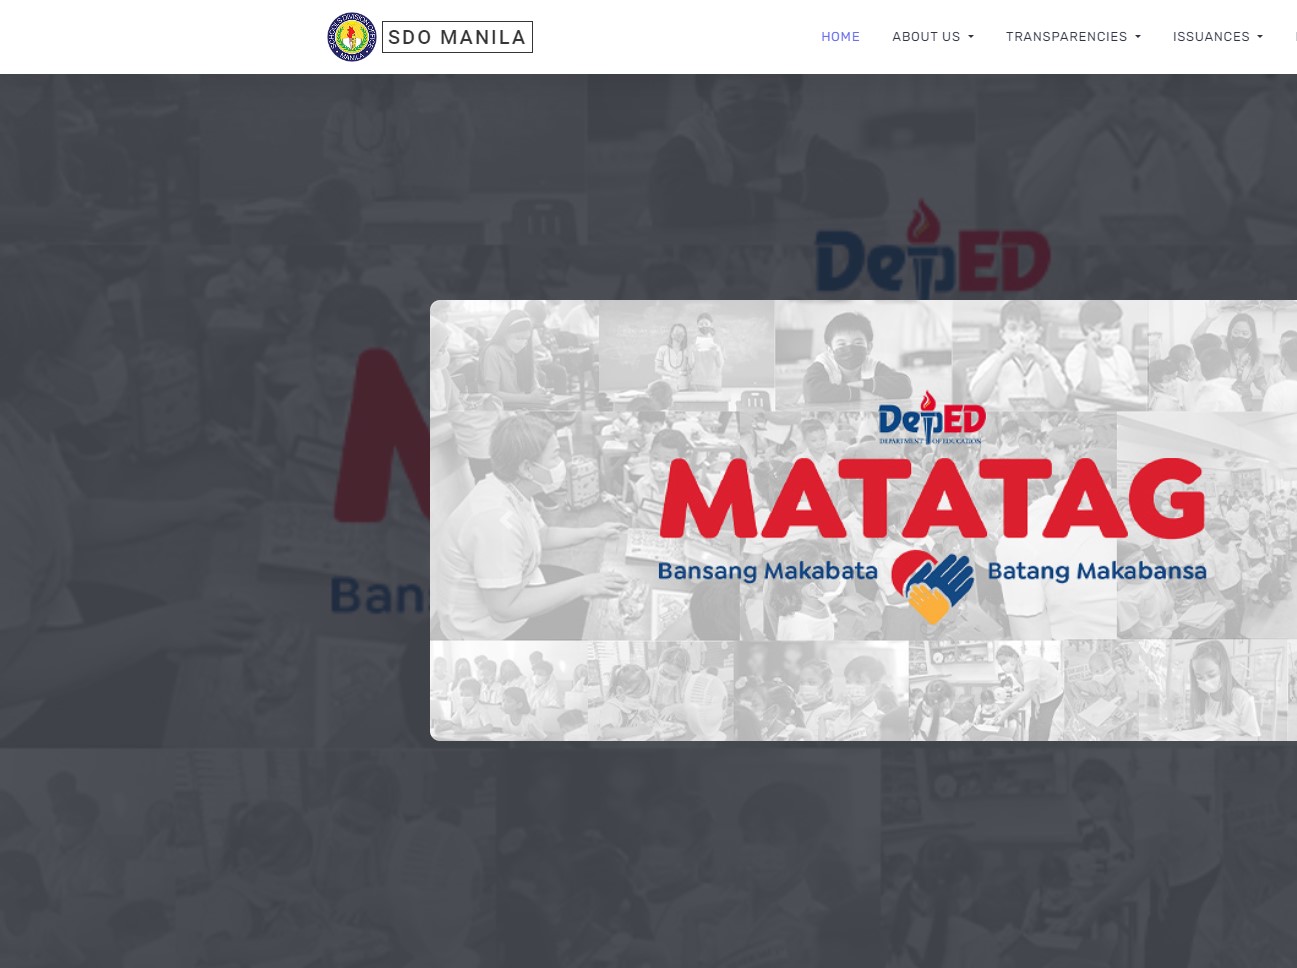 SCHOOLS DIVISION OFFICE
MANILA
SDO MANILA
HOME
ABOUT US
TRANSPARENCIES
ISSUANCES
DepED
DepED
DEPARTMENT OF EDUCATION
MATATAG
Bansang Makabata
Batang Makabansa
M
Ban